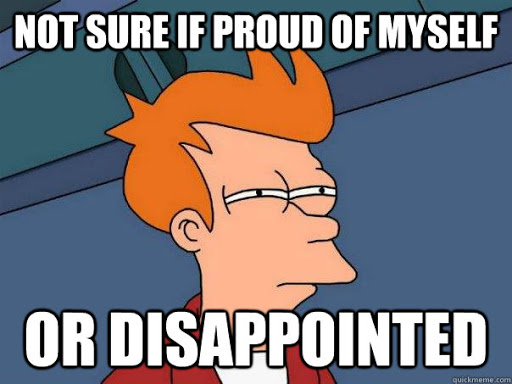 NOT SURE IF PROUD OF MYSELF
OR DISAPPOINTED
quickmeme.com